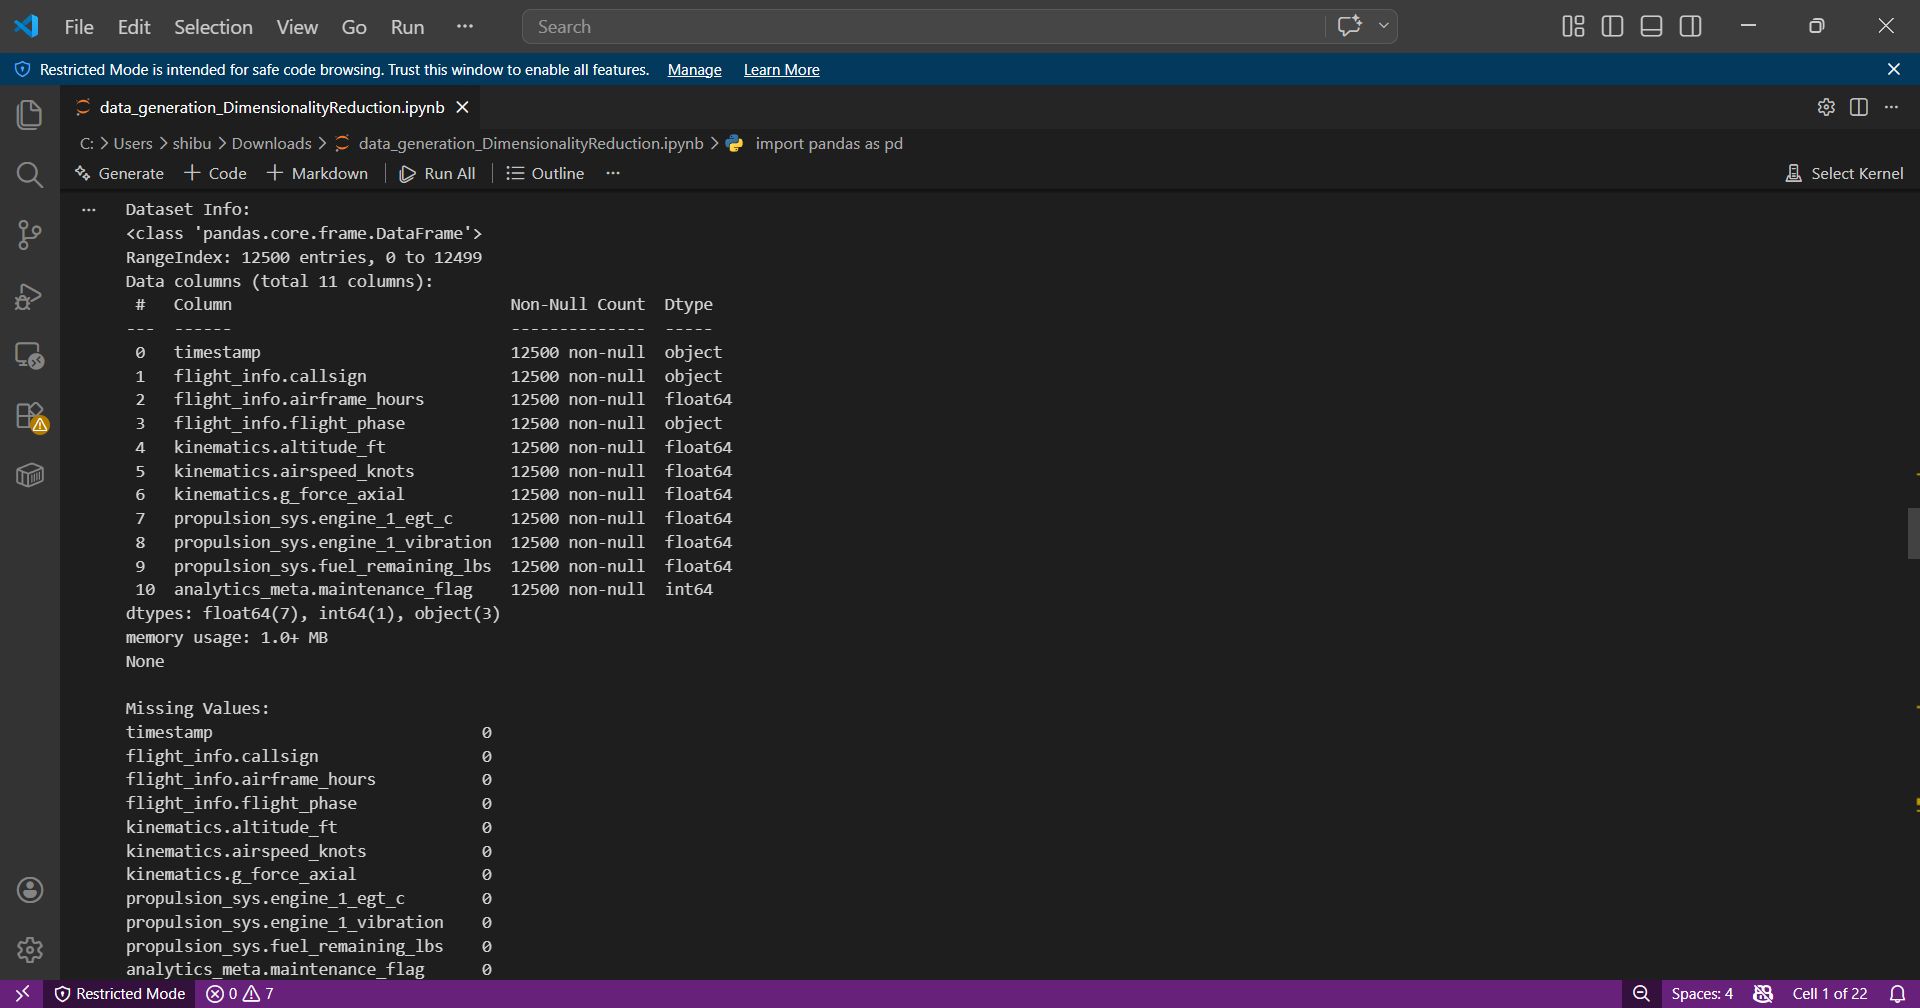 File Edit Selection View Go Run ··· Search
Restricted Mode is intended for safe code browsing. Trust this window to enable all features. Manage Learn More
data_generation_DimensionalityReduction.ipynb
C: > Users > shibu > Downloads > data_generation_DimensionalityReduction.ipynb > import pandas as pd
Generate + Code + Markdown Run All Outline ··· Select Kernel
Dataset Info:
<class 'pandas.core.frame.DataFrame'>
RangeIndex: 12500 entries, 0 to 12499
Data columns (total 11 columns):
 #   Column                             Non-Null Count  Dtype
---  ------                             --------------  -----
 0   timestamp                          12500 non-null  object
 1   flight_info.callsign               12500 non-null  object
 2   flight_info.airframe_hours         12500 non-null  float64
 3   flight_info.flight_phase           12500 non-null  object
 4   kinematics.altitude_ft             12500 non-null  float64
 5   kinematics.airspeed_knots          12500 non-null  float64
 6   kinematics.g_force_axial           12500 non-null  float64
 7   propulsion_sys.engine_1_egt_c      12500 non-null  float64
 8   propulsion_sys.engine_1_vibration  12500 non-null  float64
 9   propulsion_sys.fuel_remaining_lbs  12500 non-null  float64
 10  analytics_meta.maintenance_flag    12500 non-null  int64
dtypes: float64(7), int64(1), object(3)
memory usage: 1.0+ MB
None
Missing Values:
timestamp                            0
flight_info.callsign                 0
flight_info.airframe_hours           0
flight_info.flight_phase             0
kinematics.altitude_ft               0
kinematics.airspeed_knots            0
kinematics.g_force_axial             0
propulsion_sys.engine_1_egt_c        0
propulsion_sys.engine_1_vibration    0
propulsion_sys.fuel_remaining_lbs    0
analytics_meta.maintenance_flag      0
Restricted Mode 0 7 Spaces: 4 Cell 1 of 22